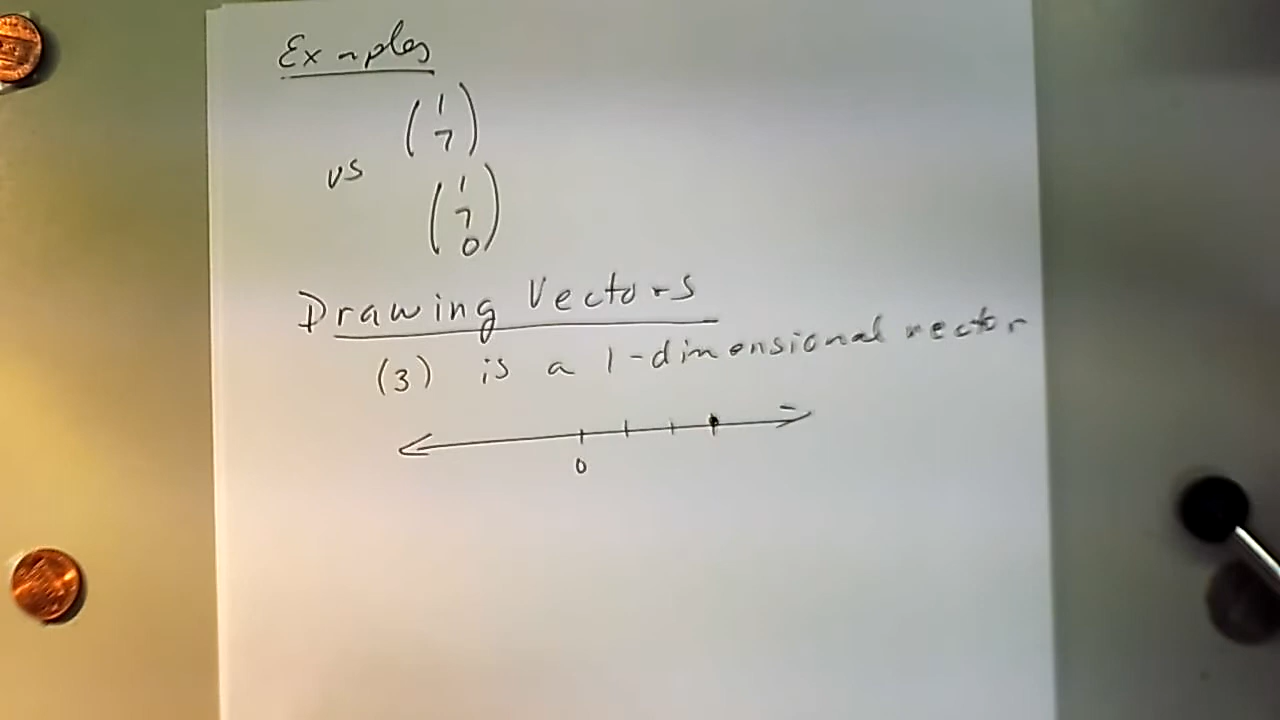 Examples
(1
7)
vs
(1
7
0)
Drawing Vectors
(3) is a 1-dimensional vector
0